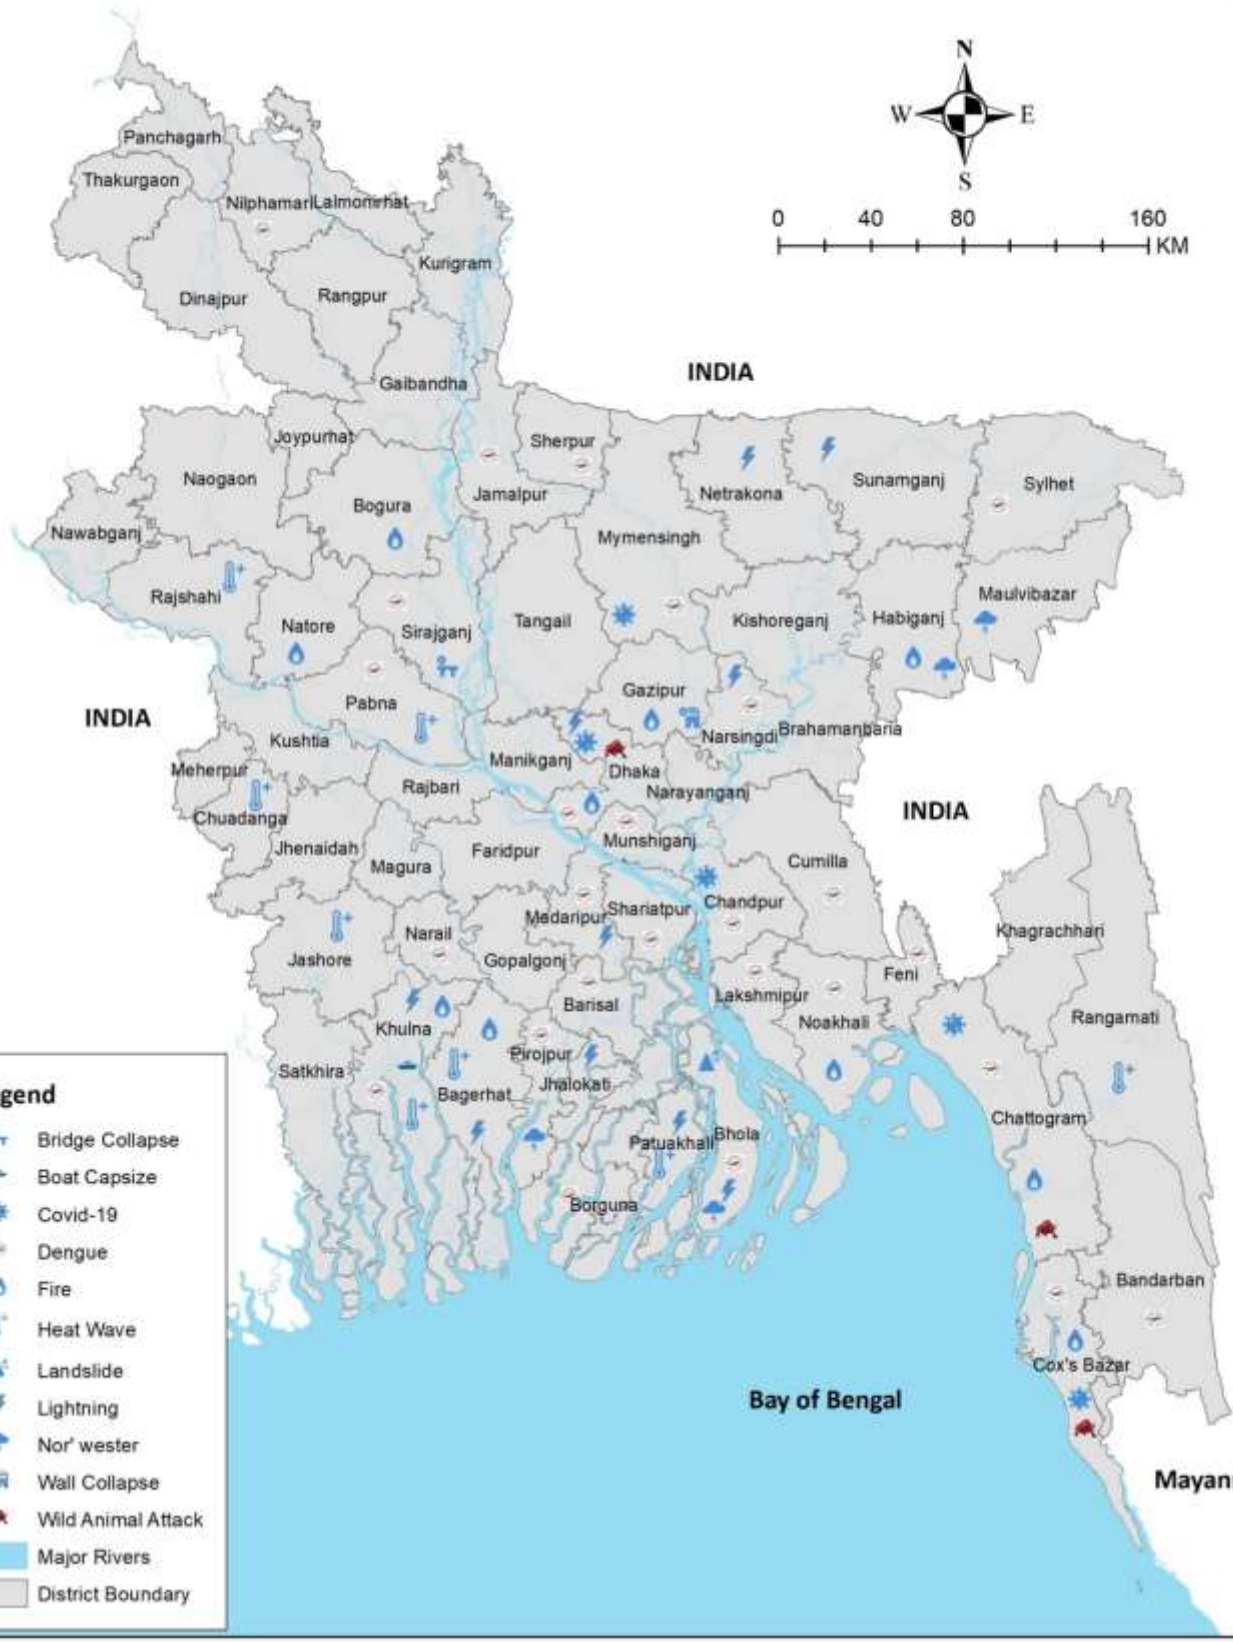 N
W E
S
0 40 80 160
KM
Panchagarh
Thakurgaon
Nilphamari
Lalmonirhat
Kurigram
Dinajpur
Rangpur
Gaibandha
INDIA
Joypurhat
Sherpur
Naogaon
Bogura
Jamalpur
Netrakona
Sunamganj
Sylhet
Nawabganj
Mymensingh
Rajshahi
Natore
Sirajganj
Tangail
Kishoreganj
Habiganj
Maulvibazar
INDIA
Pabna
Gazipur
Kushtia
Narsingdi
Brahamanbaria
Meherpur
Manikganj
Dhaka
Rajbari
Narayanganj
INDIA
Chuadanga
Jhenaidah
Magura
Faridpur
Munshiganj
Cumilla
Madaripur
Shariatpur
Chandpur
Khagrachhari
Narail
Jashore
Gopalgonj
Feni
Barisal
Lakshmipur
Noakhali
Rangamati
Khulna
Satkhira
Pirojpur
Jhalokati
Bagerhat
Chattogram
Patuakhali
Bhola
Borguna
Bandarban
Cox's Bazar
Bay of Bengal
Mayan
gend
Bridge Collapse
Boat Capsize
Covid-19
Dengue
Fire
Heat Wave
Landslide
Lightning
Nor' wester
Wall Collapse
Wild Animal Attack
Major Rivers
District Boundary